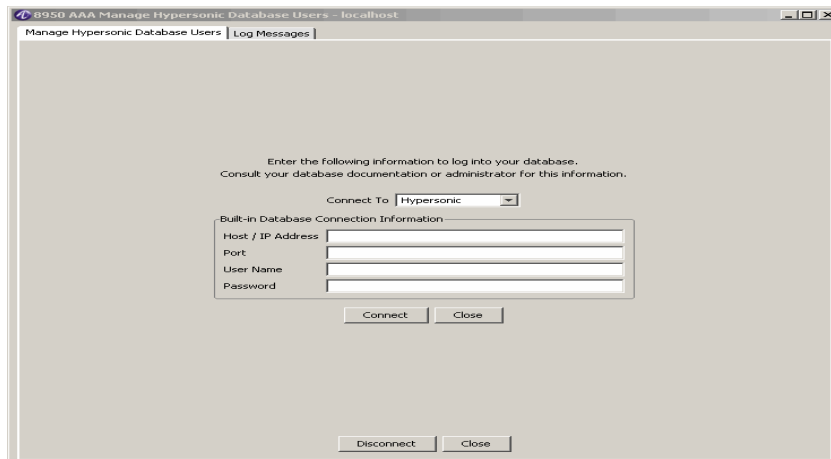 8950 AAA Manage Hypersonic Database Users - localhost
Manage Hypersonic Database Users
Log Messages
Enter the following information to log into your database.
Consult your database documentation or administrator for this information.
Connect To Hypersonic
Built-in Database Connection Information
Host / IP Address
Port
User Name
Password
Connect Close
Disconnect Close